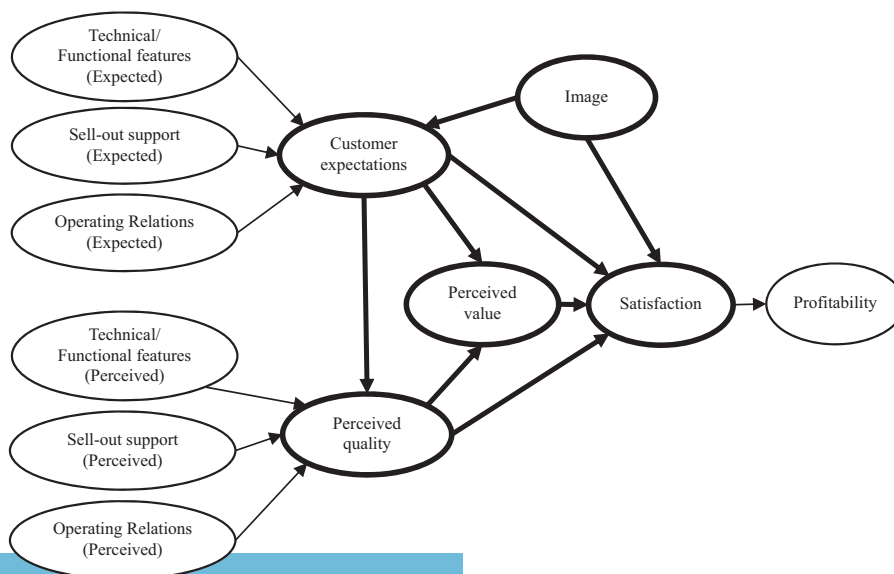 Technical/
Functional features
(Expected)
Image
Sell-out support
(Expected)
Customer
expectations
Operating Relations
(Expected)
Perceived
value
Satisfaction
Profitability
Technical/
Functional features
(Perceived)
Perceived
quality
Sell-out support
(Perceived)
Operating Relations
(Perceived)